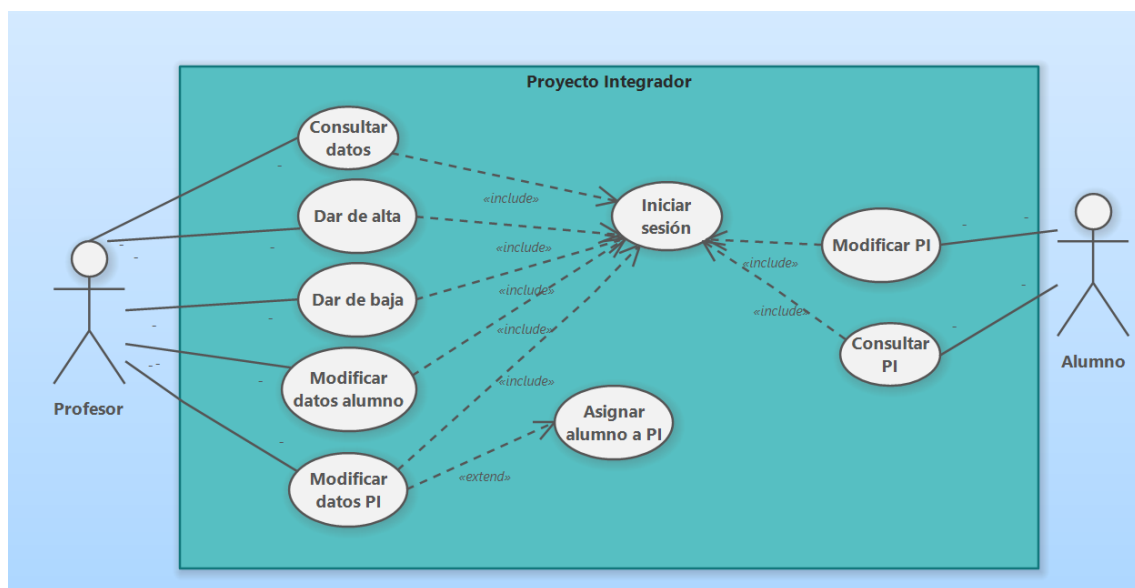 Proyecto Integrador
Consultar
datos
«include»
Dar de alta
«include»
Iniciar
sesión
Modificar PI
«include»
«include»
Dar de baja
«include»
«include»
Consultar
PI
«include»
Modificar
datos alumno
«include»
Asignar
alumno a PI
Modificar
datos PI
«extend»
Profesor
Alumno